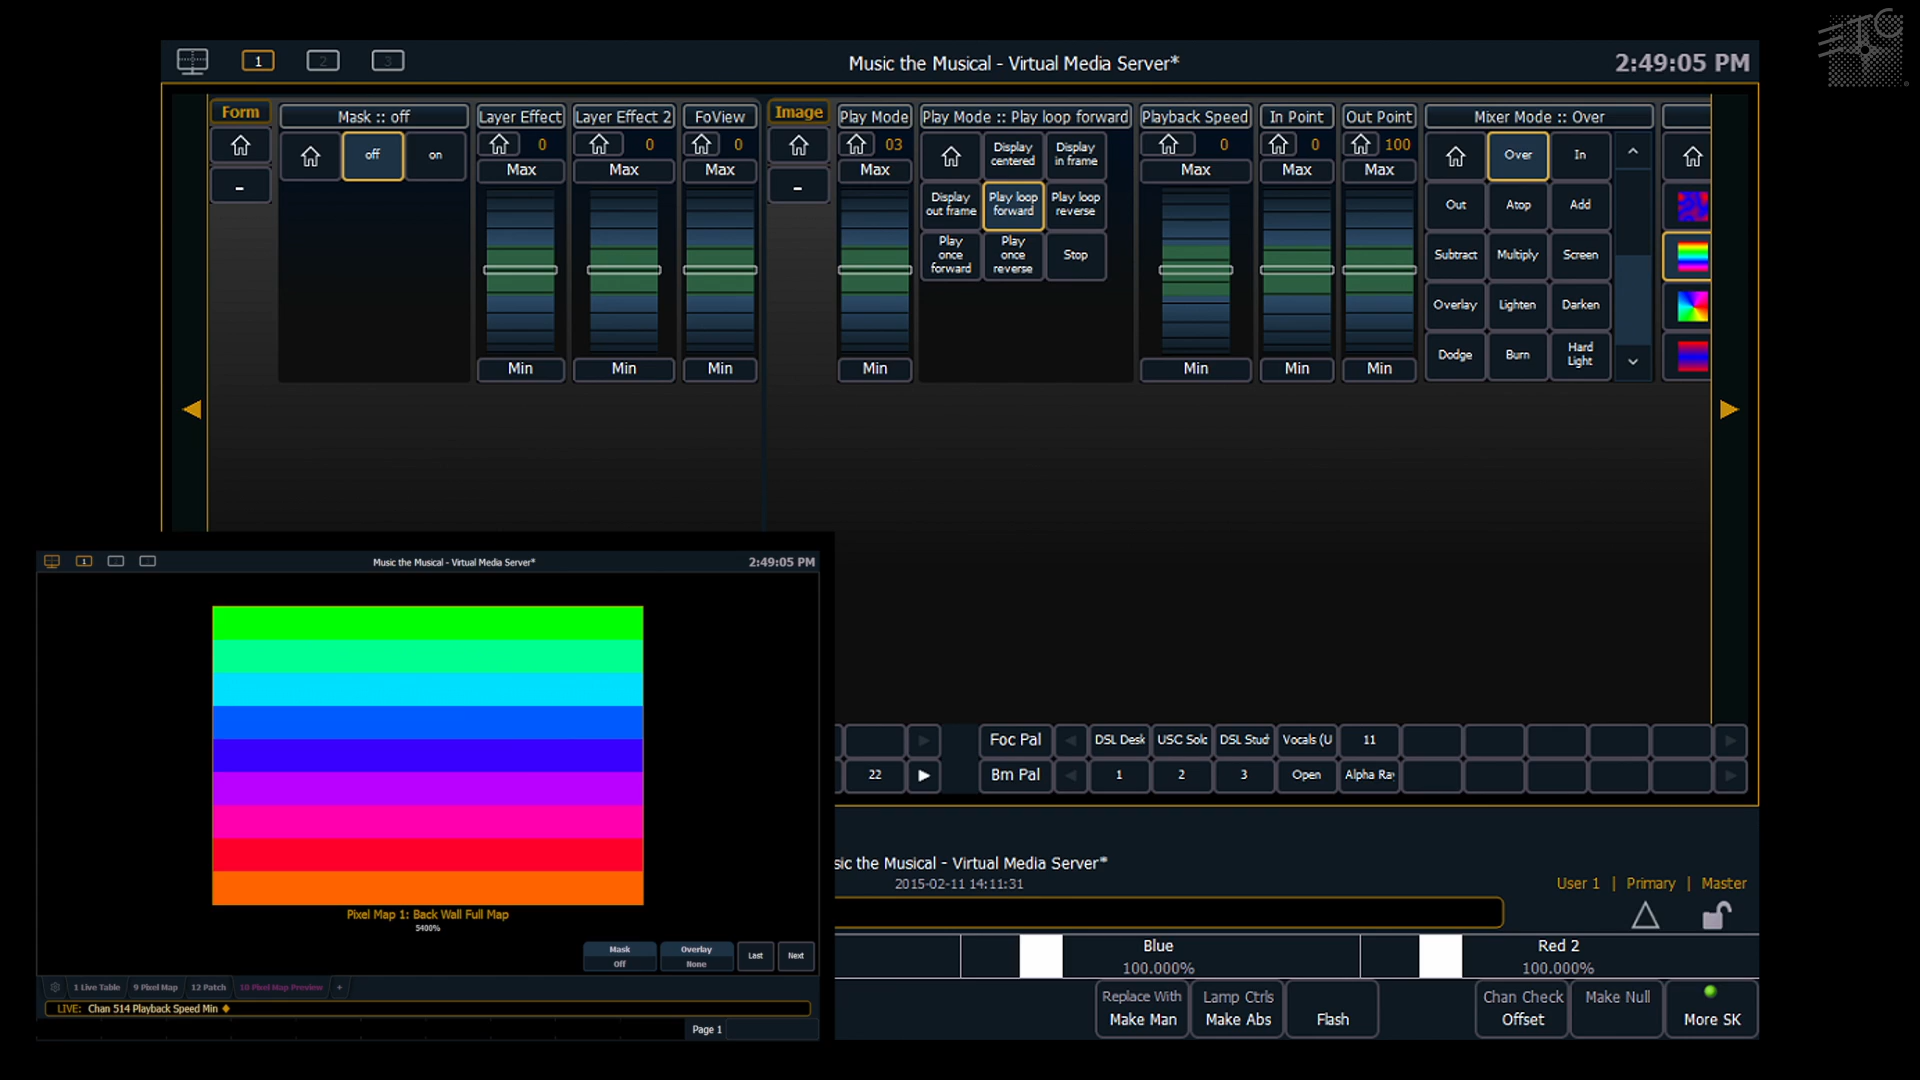 ETC
1 2 3 Music the Musical - Virtual Media Server* 2:49:05 PM
Form Mask :: off Layer Effect Layer Effect 2 FoView Image Play Mode Play Mode :: Play loop forward Playback Speed In Point Out Point Mixer Mode :: Over
off on 0 0 0 03 Display centered Display in frame 0 0 100 Over In
Max Max Max Max Max Max Max
- - Display out frame Play loop forward Play loop reverse Out Atop Add
Play once forward Play once reverse Stop Subtract Multiply Screen
Overlay Lighten Darken
Dodge Burn Hard Light
Min Min Min Min Min Min Min
Foc Pal DSL Desk USC Solo DSL Stud Vocals (U 11
22 Bm Pal 1 2 3 Open Alpha Ray
sic the Musical - Virtual Media Server*
2015-02-11 14:11:31
User 1 | Primary | Master
Blue Red 2
100.000% 100.000%
Replace With Make Man Lamp Ctrls Make Abs Flash Chan Check Offset Make Null More SK
1 Music the Musical - Virtual Media Server* 2:49:05 PM
Pixel Map 1: Back Wall Full Map
5400%
Mask Off Overlay None Last Next
1 Live Table 9 Pixel Map 12 Patch 10 Pixel Map Preview +
LIVE: Chan 514 Playback Speed Min
Page 1